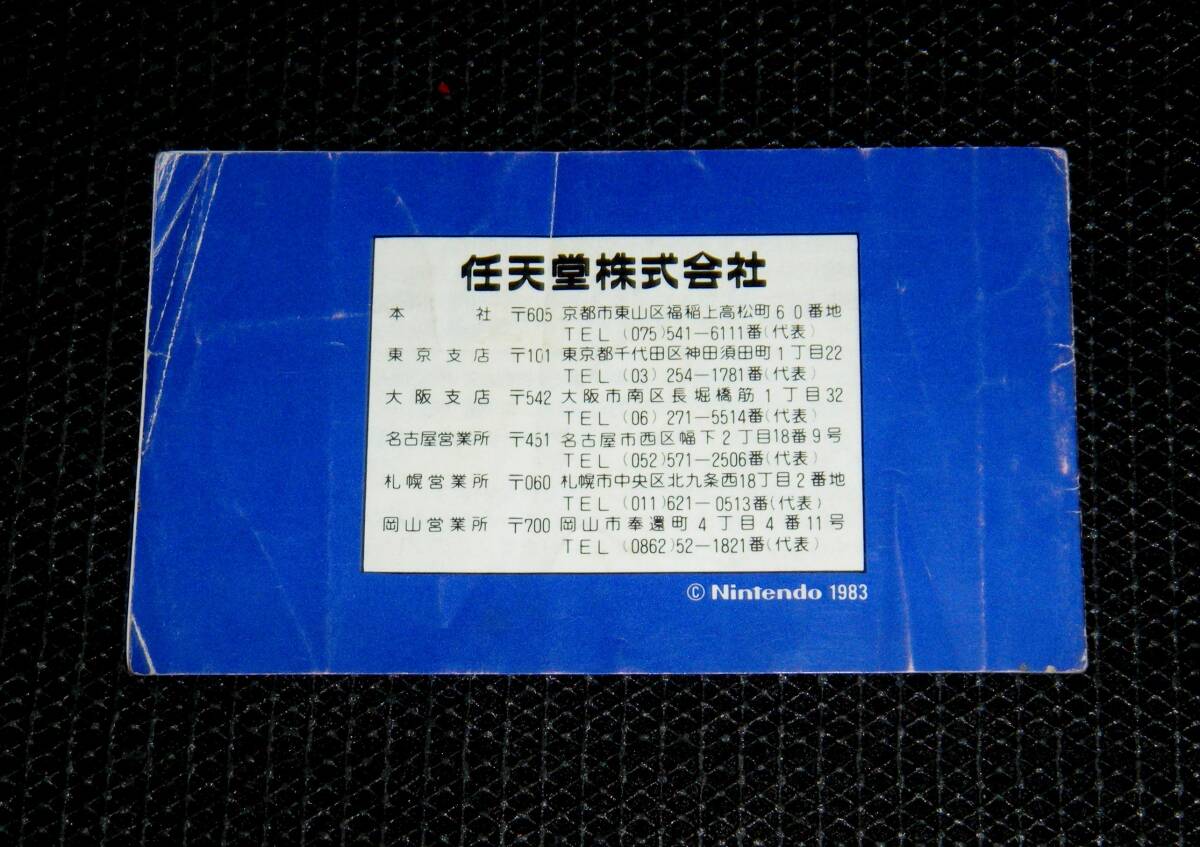 任天堂株式会社
本社 〒605 京都市東山区福稲上高松町60番地
TEL (075)541-6111番(代表)
東京支店 〒101 東京都千代田区神田須田町1丁目22
TEL (03) 254-1781番(代表)
大阪支店 〒542 大阪市南区長堀橋筋1丁目32
TEL (06) 271-5514番(代表)
名古屋営業所 〒451 名古屋市西区幅下2丁目18番9号
TEL (052)571-2506番(代表)
札幌営業所 〒060 札幌市中央区北九条西18丁目2番地
TEL (011)621-0513番(代表)
岡山営業所 〒700 岡山市奉還町4丁目4番11号
TEL (0862)52-1821番(代表)
© Nintendo 1983